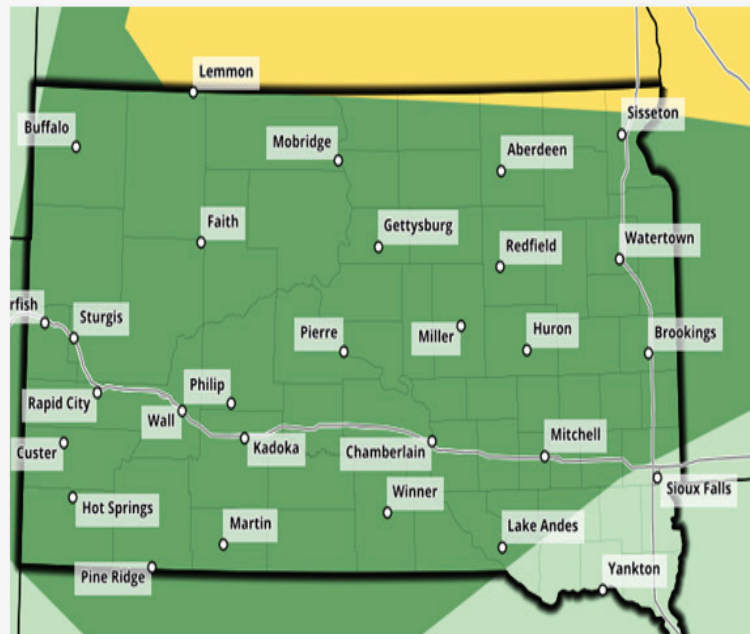 Lemmon
Sisseton
Buffalo
Mobridge
Aberdeen
Faith
Gettysburg
Redfield
Watertown
rfish
Sturgis
Pierre
Miller
Huron
Brookings
Philip
Rapid City
Wall
Kadoka
Chamberlain
Mitchell
Custer
Sioux Falls
Winner
Hot Springs
Martin
Lake Andes
Pine Ridge
Yankton